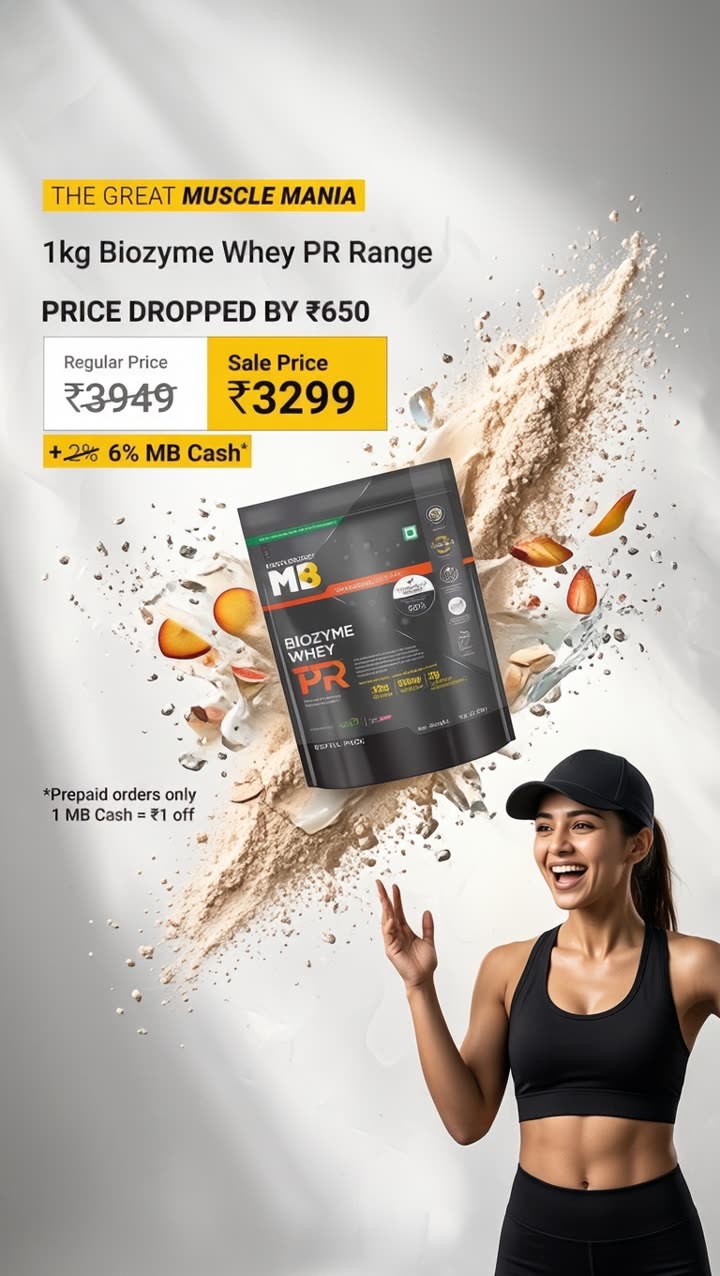 THE GREAT MUSCLE MANIA
1kg Biozyme Whey PR Range
PRICE DROPPED BY ₹650
Regular Price
₹3949
Sale Price
₹3299
+ 2% 6% MB Cash*
MB
BIOZYME
WHEY
PR
REFILL PACK
*Prepaid orders only
1 MB Cash = ₹1 off